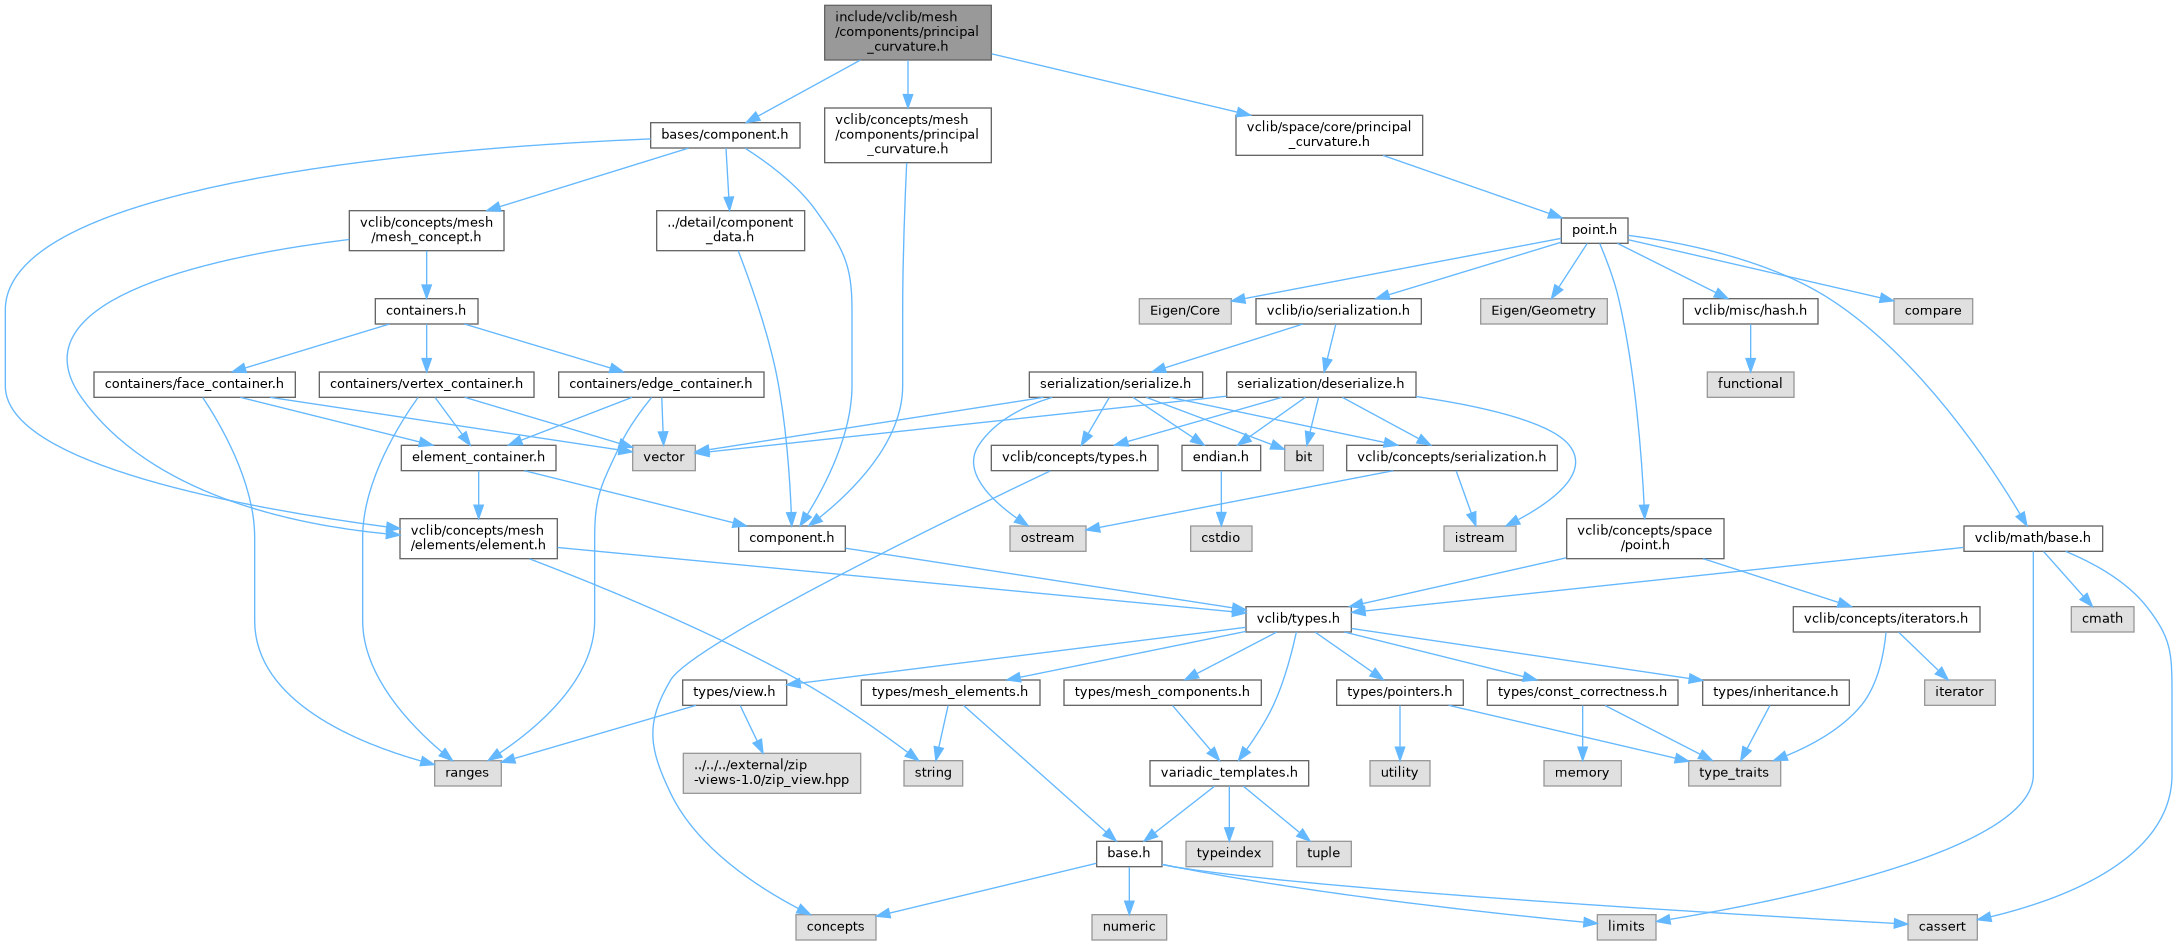 include/vclib/mesh
/components/principal
_curvature.h
bases/component.h
vclib/concepts/mesh
/components/principal
_curvature.h
vclib/space/core/principal
_curvature.h
vclib/concepts/mesh
/mesh_concept.h
../detail/component
_data.h
point.h
containers.h
Eigen/Core
vclib/io/serialization.h
Eigen/Geometry
vclib/misc/hash.h
compare
containers/face_container.h
containers/vertex_container.h
containers/edge_container.h
serialization/serialize.h
serialization/deserialize.h
functional
element_container.h
vector
vclib/concepts/types.h
endian.h
bit
vclib/concepts/serialization.h
vclib/concepts/mesh
/elements/element.h
component.h
ostream
cstdio
istream
vclib/concepts/space
/point.h
vclib/math/base.h
vclib/types.h
vclib/concepts/iterators.h
cmath
types/view.h
types/mesh_elements.h
types/mesh_components.h
types/pointers.h
types/const_correctness.h
types/inheritance.h
iterator
ranges
../../../external/zip
-views-1.0/zip_view.hpp
string
variadic_templates.h
utility
memory
type_traits
base.h
typeindex
tuple
concepts
numeric
limits
cassert